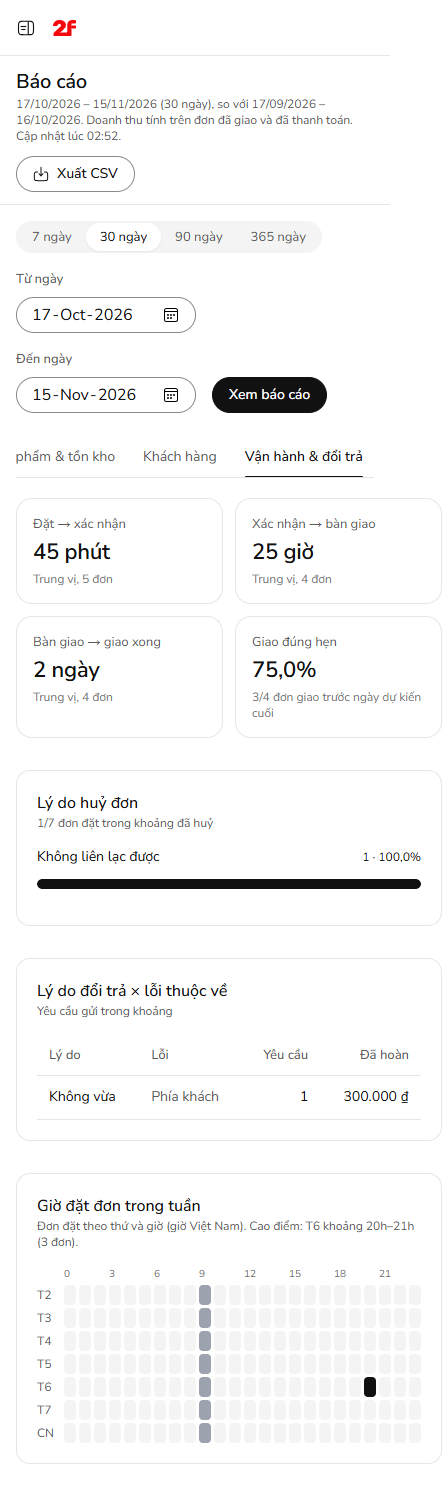 2F
Báo cáo
17/10/2026 – 15/11/2026 (30 ngày), so với 17/09/2026 –
16/10/2026. Doanh thu tính trên đơn đã giao và đã thanh toán.
Cập nhật lúc 02:52.
Xuất CSV
7 ngày 30 ngày 90 ngày 365 ngày
Từ ngày
17-Oct-2026
Đến ngày
15-Nov-2026 Xem báo cáo
phẩm & tồn kho Khách hàng Vận hành & đổi trả
Đặt → xác nhận
45 phút
Trung vị, 5 đơn
Xác nhận → bàn giao
25 giờ
Trung vị, 4 đơn
Bàn giao → giao xong
2 ngày
Trung vị, 4 đơn
Giao đúng hẹn
75,0%
3/4 đơn giao trước ngày dự kiến
cuối
Lý do huỷ đơn
1/7 đơn đặt trong khoảng đã huỷ
Không liên lạc được 1 · 100,0%
Lý do đổi trả × lỗi thuộc về
Yêu cầu gửi trong khoảng
Lý do Lỗi Yêu cầu Đã hoàn
Không vừa Phía khách 1 300.000 ₫
Giờ đặt đơn trong tuần
Đơn đặt theo thứ và giờ (giờ Việt Nam). Cao điểm: T6 khoảng 20h–21h
(3 đơn).
0 3 6 9 12 15 18 21
T2
T3
T4
T5
T6
T7
CN